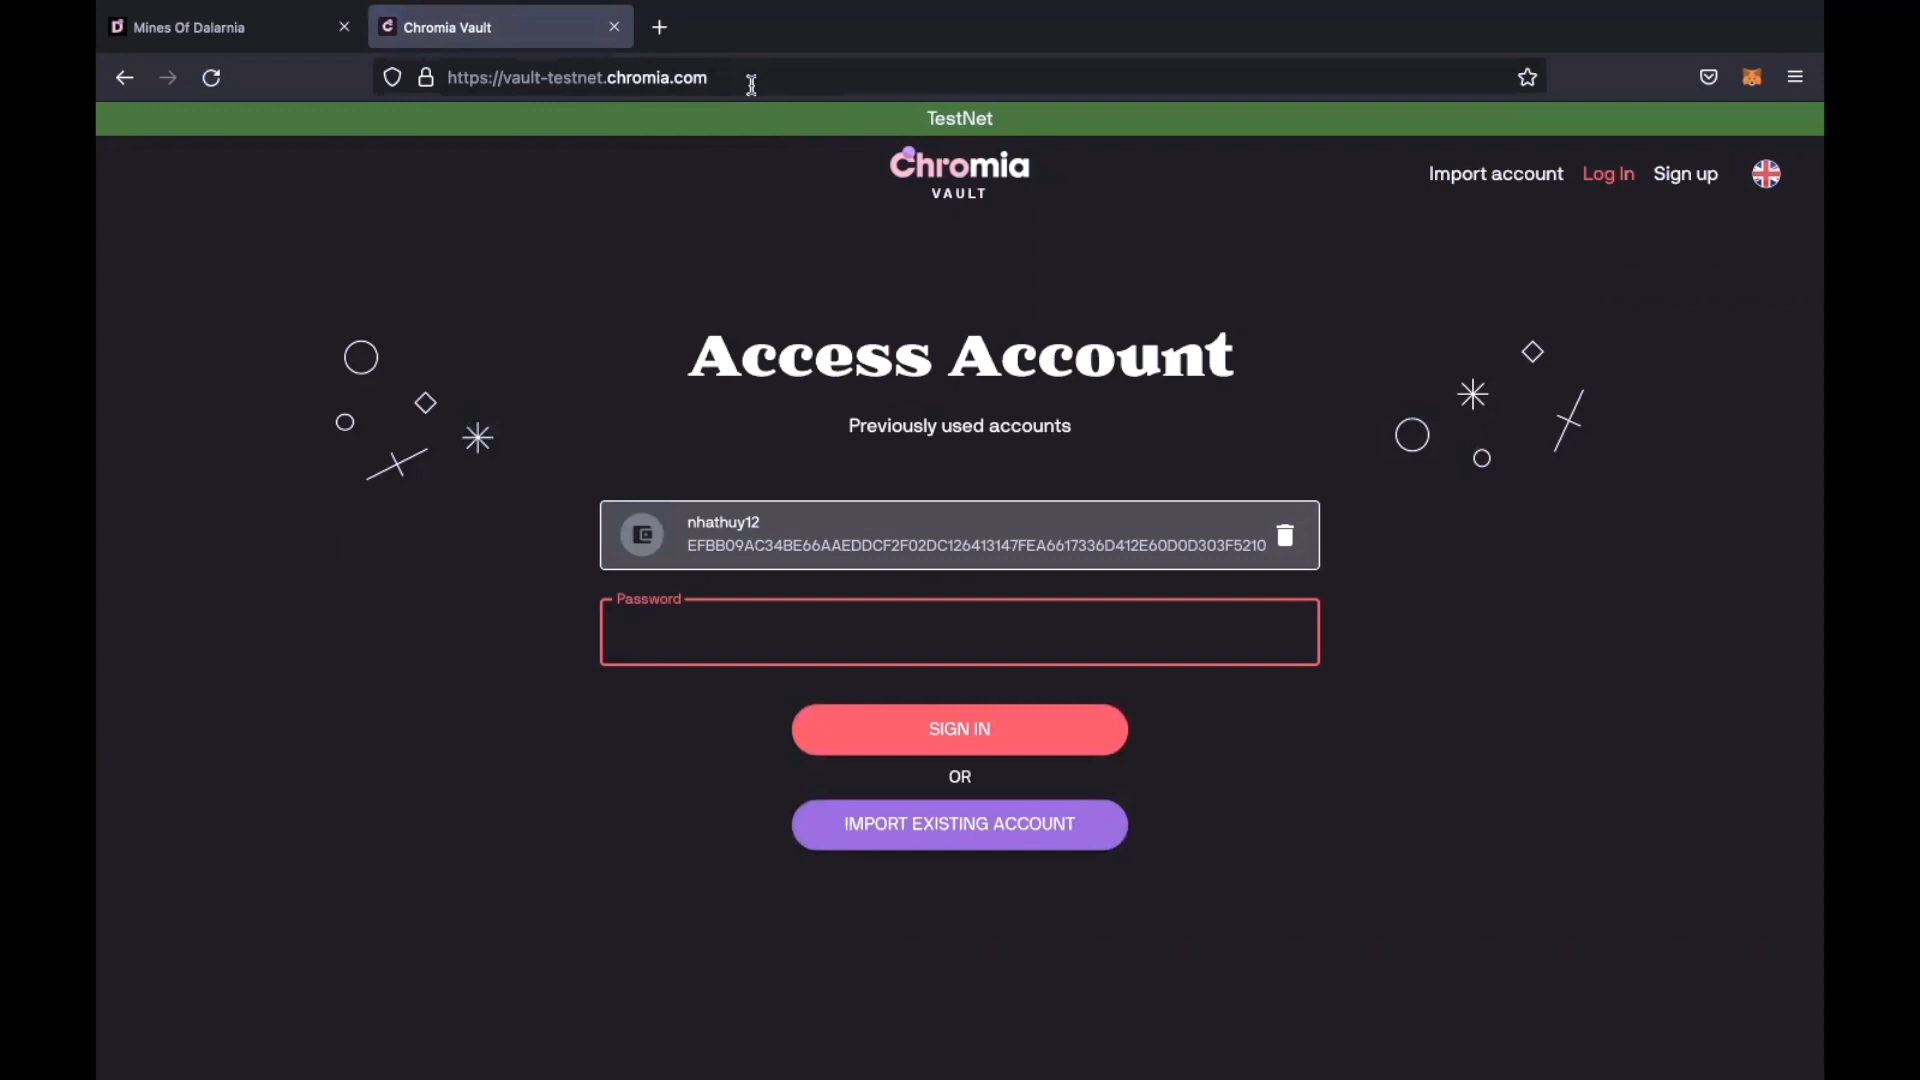 Mines Of Dalarnia
Chromia Vault
https://vault-testnet.chromia.com
TestNet
Chromia
VAULT
Import account
Log In
Sign up
Access Account
Previously used accounts
nhathuy12
EFBB09AC34BE66AAEDDCF2F02DC126413147FEA6617336D412E60D0D303F5210
Password
SIGN IN
OR
IMPORT EXISTING ACCOUNT